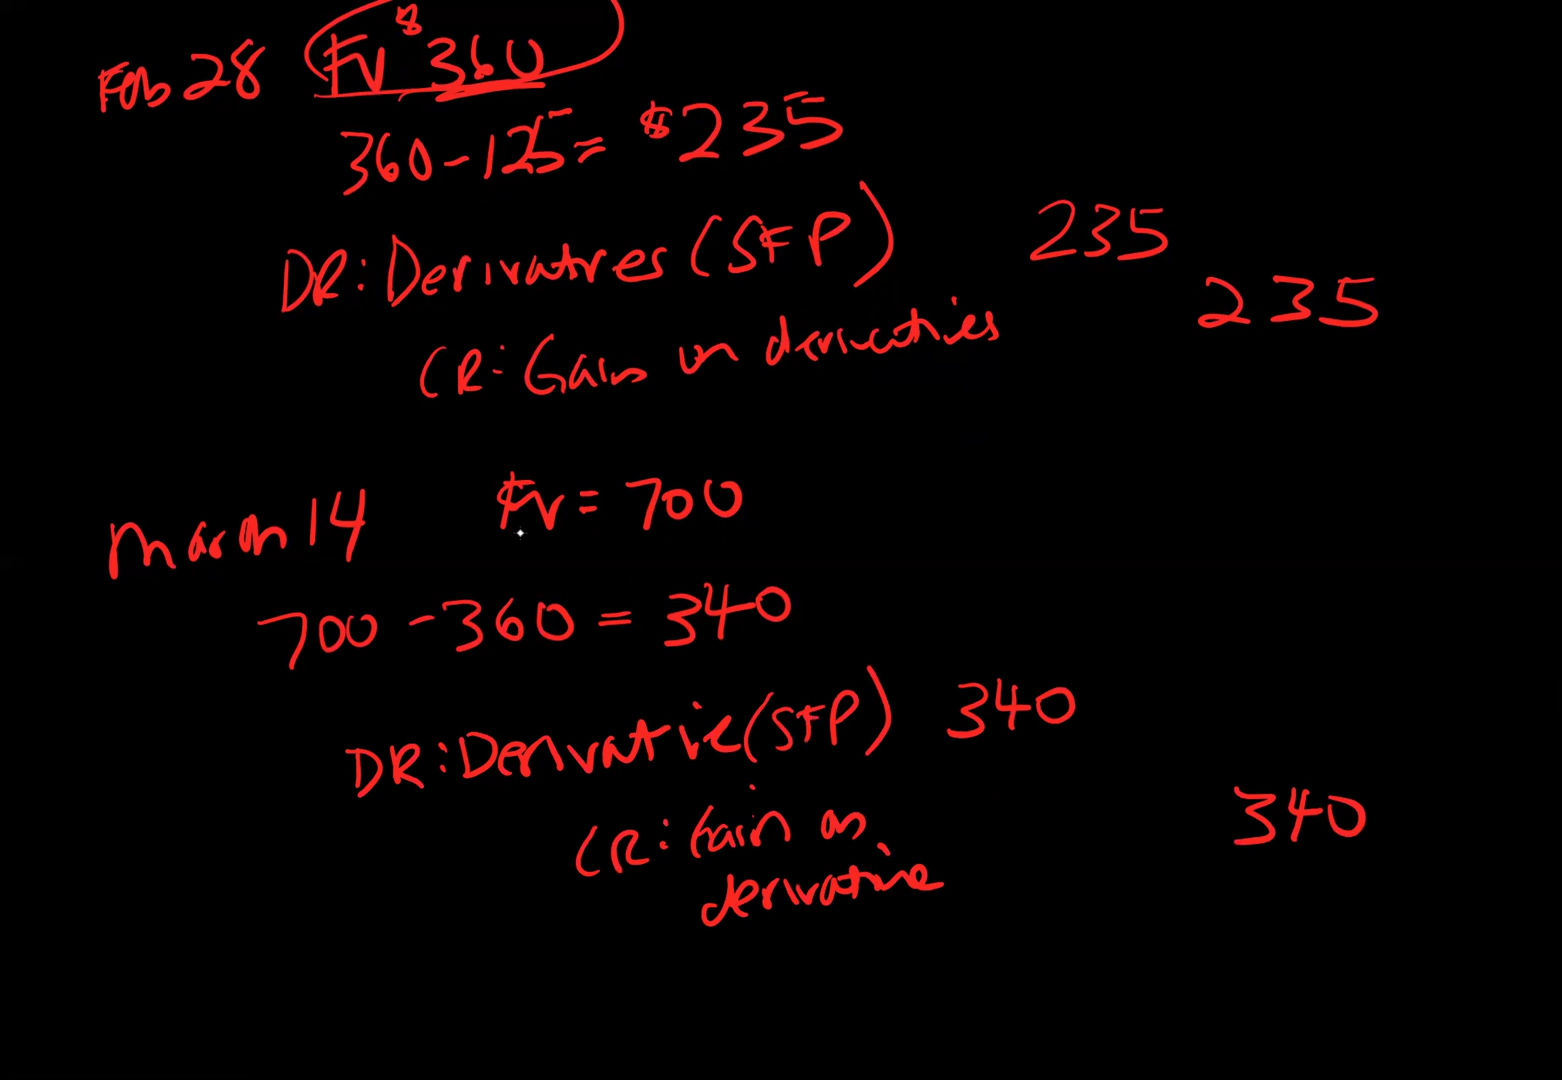 Feb 28 FV $360
360 - 125 = $235
DR: Derivatives (SFP) 235
CR: Gain on derivatives 235
March 14 FV = 700
700 - 360 = 340
DR: Derivative (SFP) 340
CR: Gain on 340
derivative